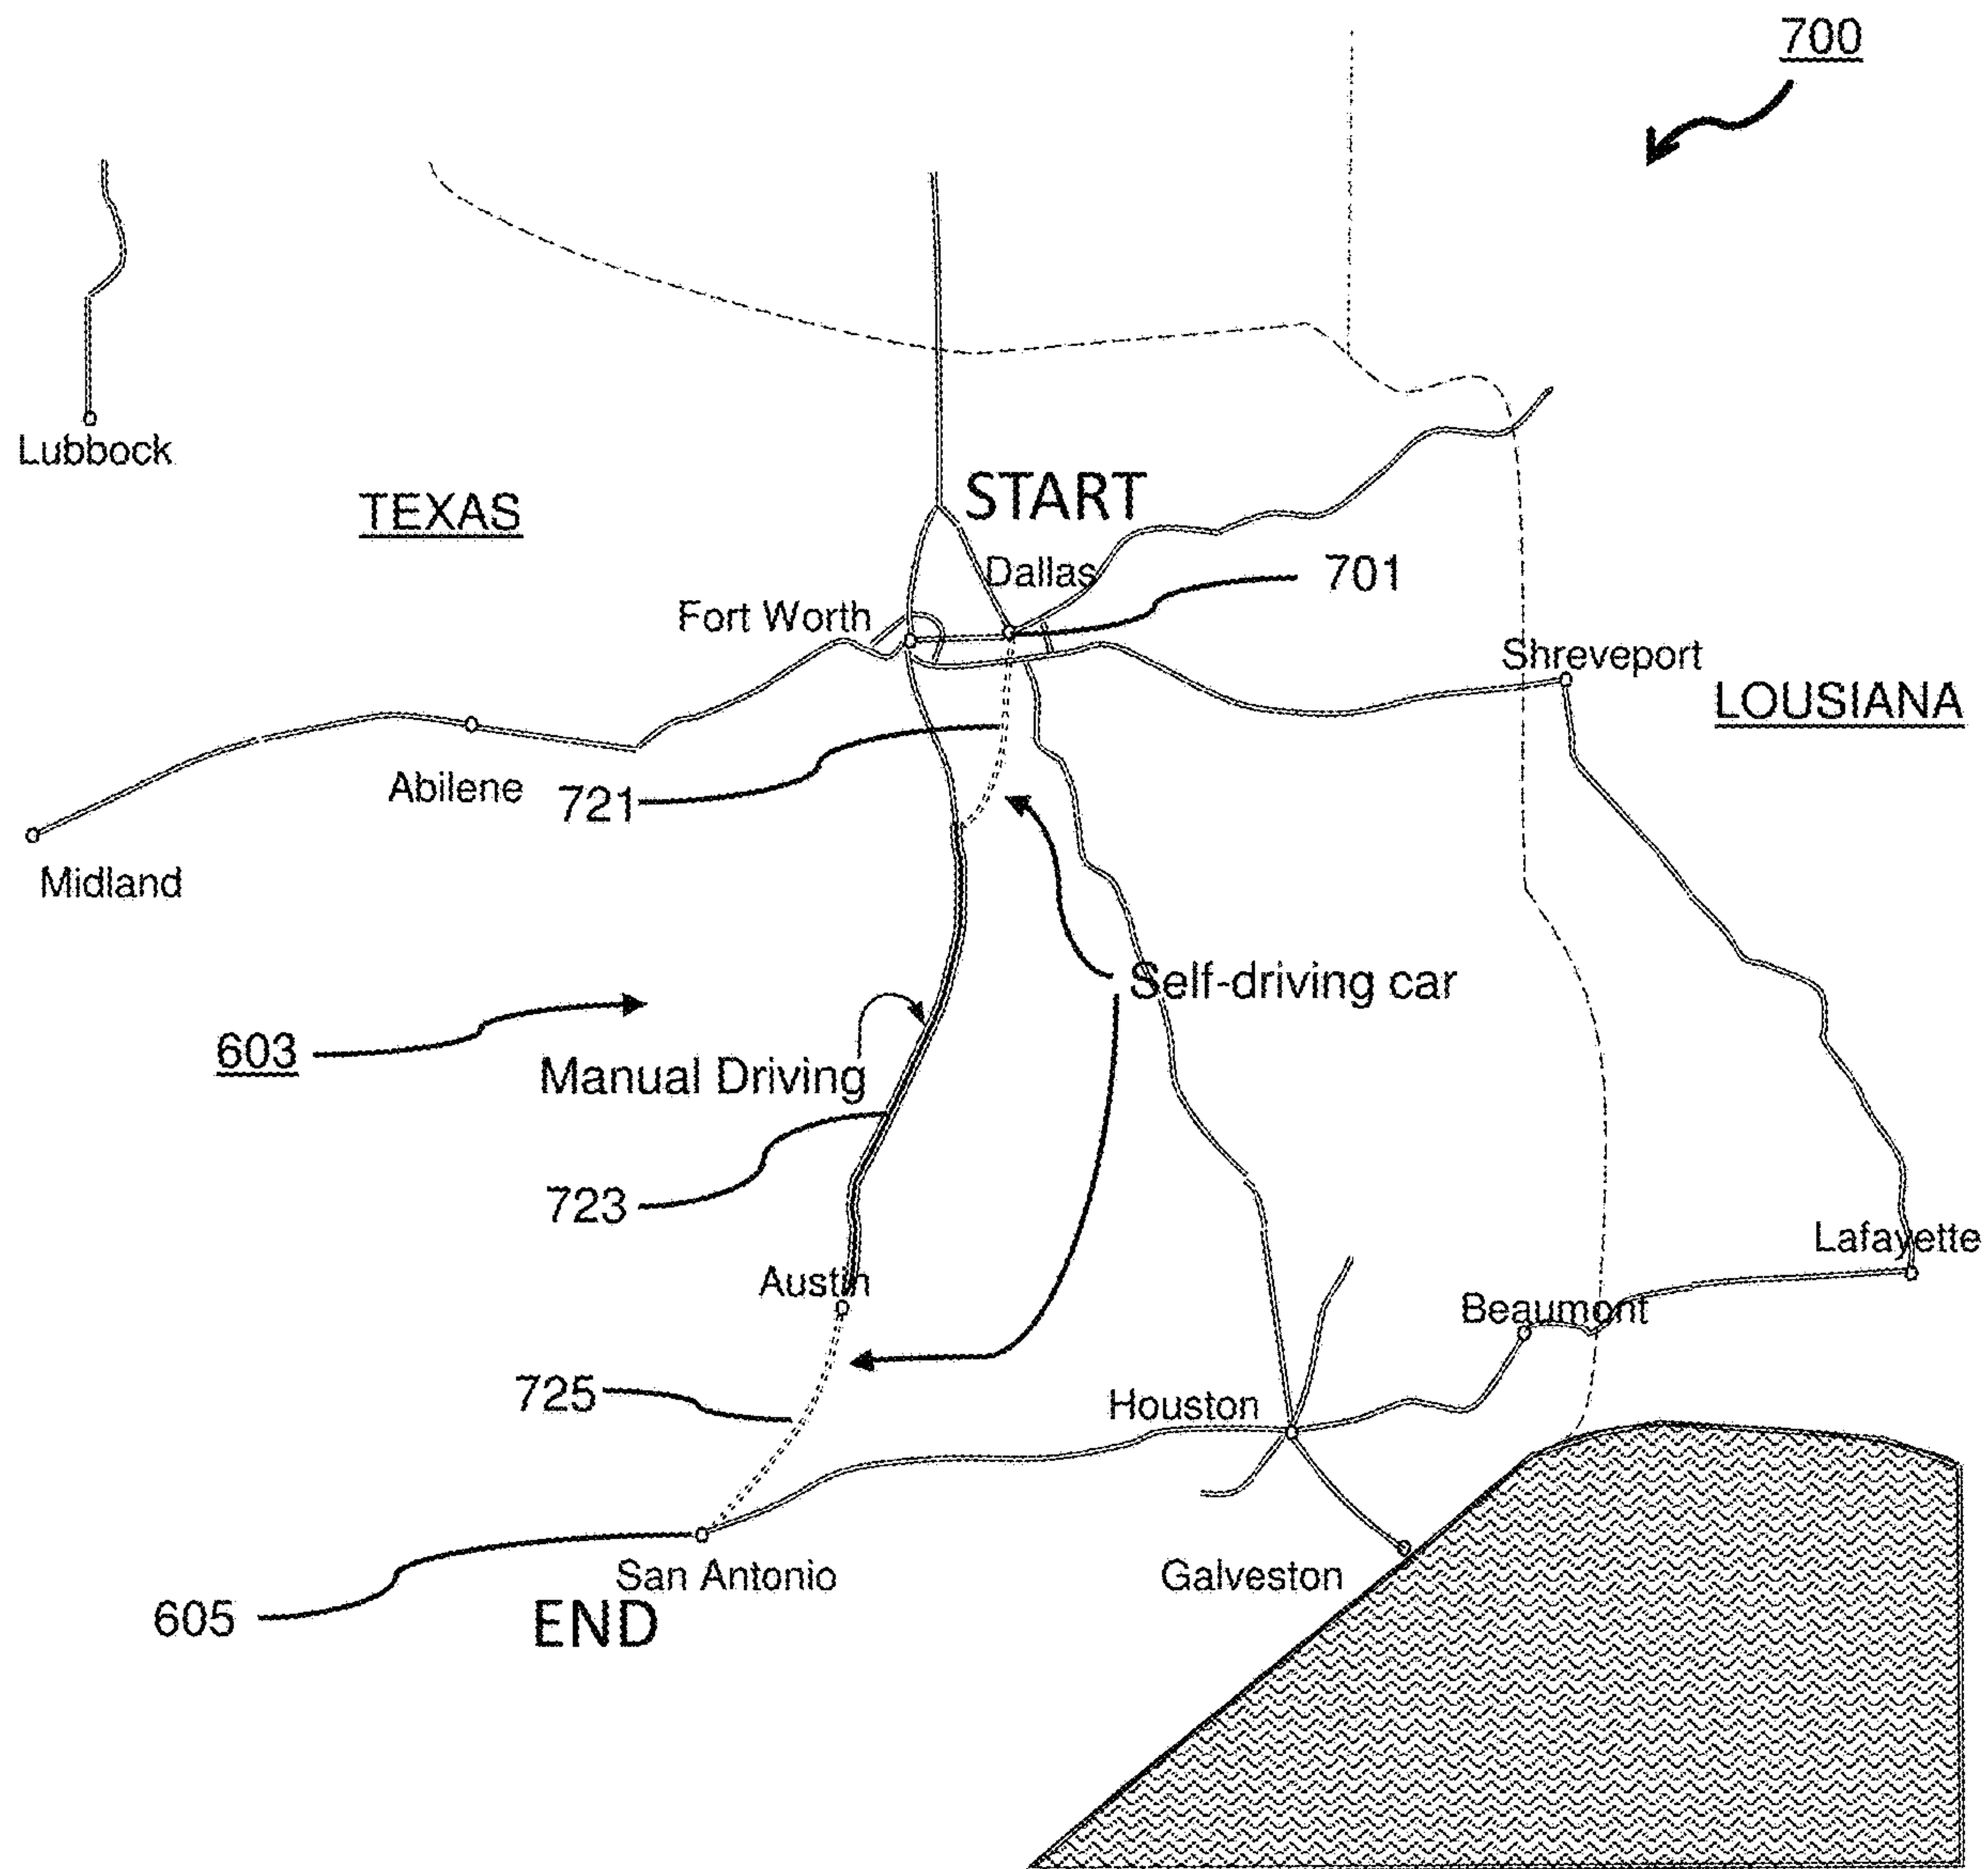 700
Lubbock
TEXAS
START
Dallas
701
Fort Worth
Shreveport
LOUSIANA
Abilene
721
Midland
Self-driving car
603
Manual Driving
723
Lafayette
Austin
Beaumont
725
Houston
San Antonio
Galveston
605
END